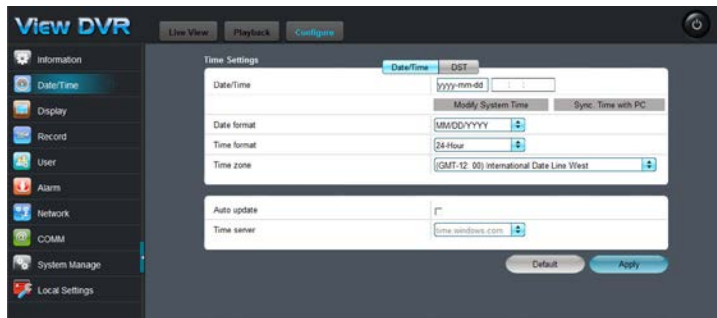 View DVR
Live View Playback Configure
Information
Date/Time
Display
Record
User
Alarm
Network
COMM
System Manage
Local Settings
Time Settings
Date/Time DST
Date/Time yyyy-mm-dd : :
Modify System Time Sync. Time with PC
Date format MM/DD/YYYY
Time format 24-Hour
Time zone (GMT-12. 00) International Date Line West
Auto update
Time server time.windows.com
Default Apply